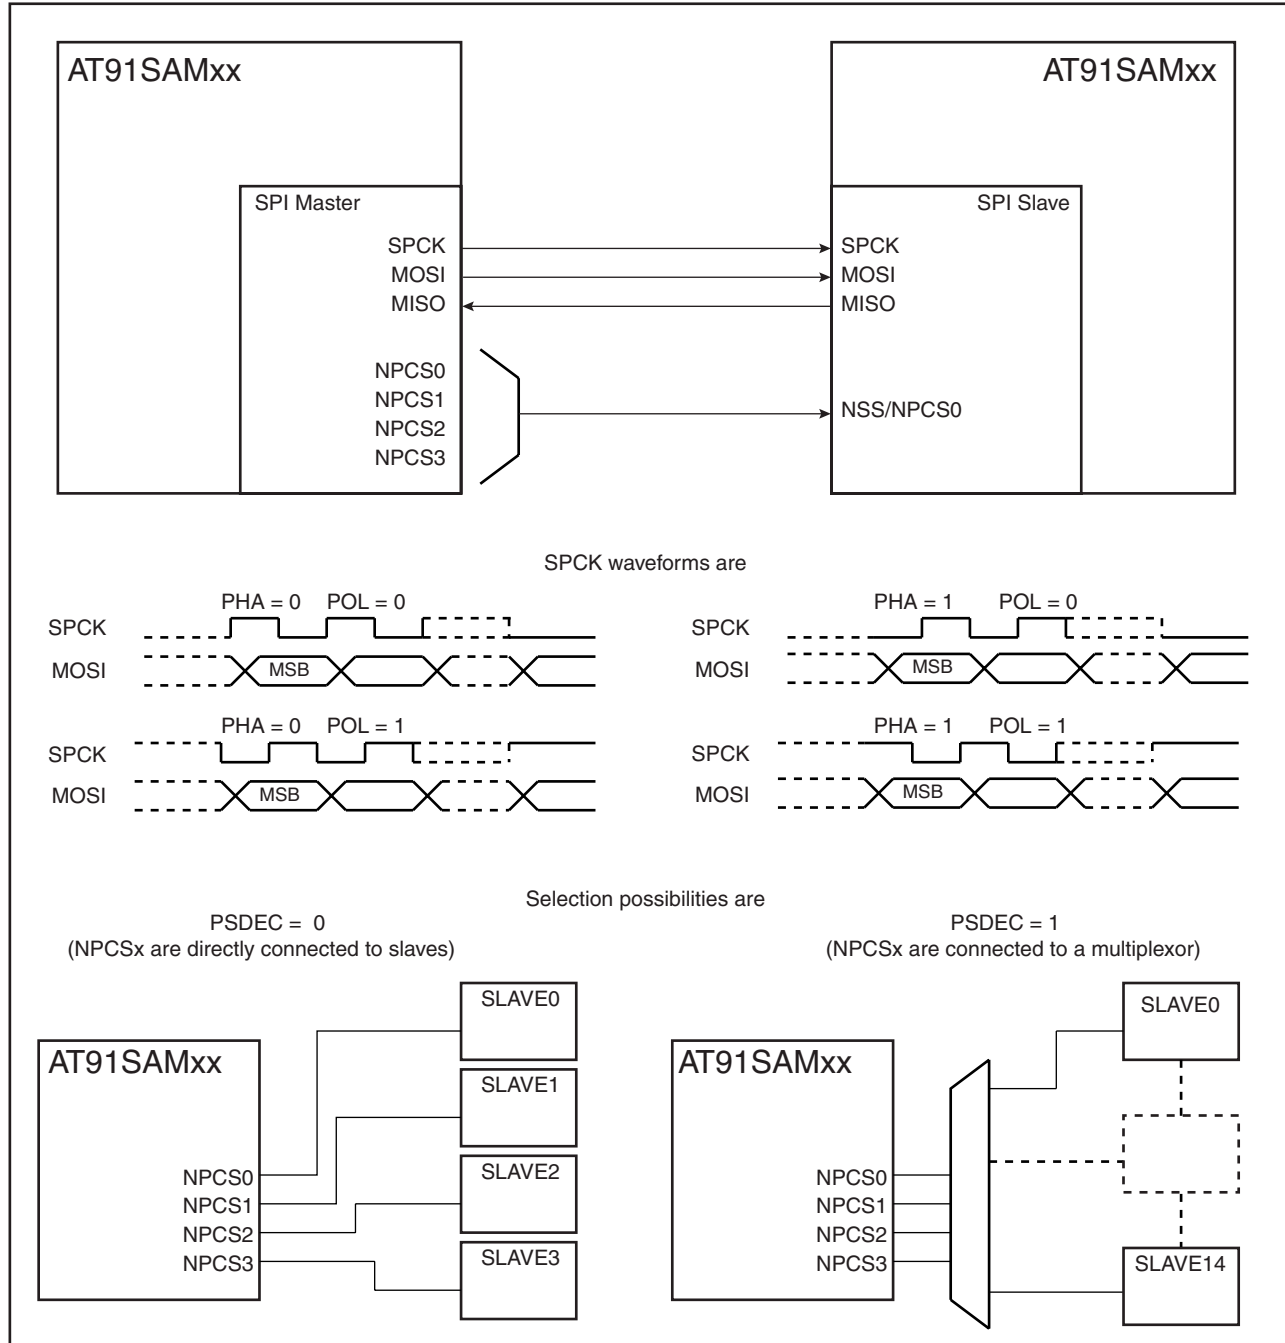 AT91SAMxx
AT91SAMxx
SPI Master
SPI Slave
SPCK
SPCK
MOSI
MOSI
MISO
MISO
NPCS0
NPCS1
NPCS2
NPCS3
NSS/NPCS0
SPCK waveforms are
PHA = 0 POL = 0
SPCK
MOSI
MSB
PHA = 1 POL = 0
SPCK
MOSI
MSB
PHA = 0 POL = 1
SPCK
MOSI
MSB
PHA = 1 POL = 1
SPCK
MOSI
MSB
Selection possibilities are
PSDEC = 0
(NPCSx are directly connected to slaves)
PSDEC = 1
(NPCSx are connected to a multiplexor)
AT91SAMxx
NPCS0
NPCS1
NPCS2
NPCS3
SLAVE0
SLAVE1
SLAVE2
SLAVE3
AT91SAMxx
NPCS0
NPCS1
NPCS2
NPCS3
SLAVE0
SLAVE14